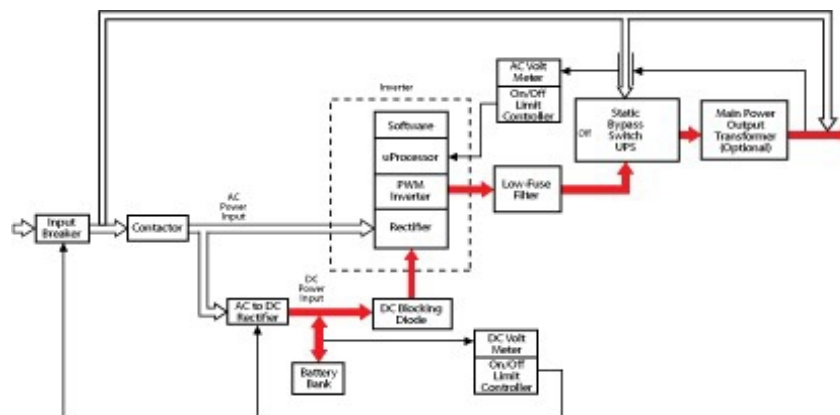 Inverter
AC Volt
Meter
On/Off
Limit
Controller
Software
uProcessor
PWM
Inverter
Rectifier
Off
Static
Bypass
Switch
UPS
Main Power
Output
Transformer
(Optional)
Low-Fuse
Filter
AC
Power
Input
Input
Breaker
Contactor
DC
Power
Input
AC to DC
Rectifier
DC Blocking
Diode
Battery
Bank
DC Volt
Meter
On/Off
Limit
Controller